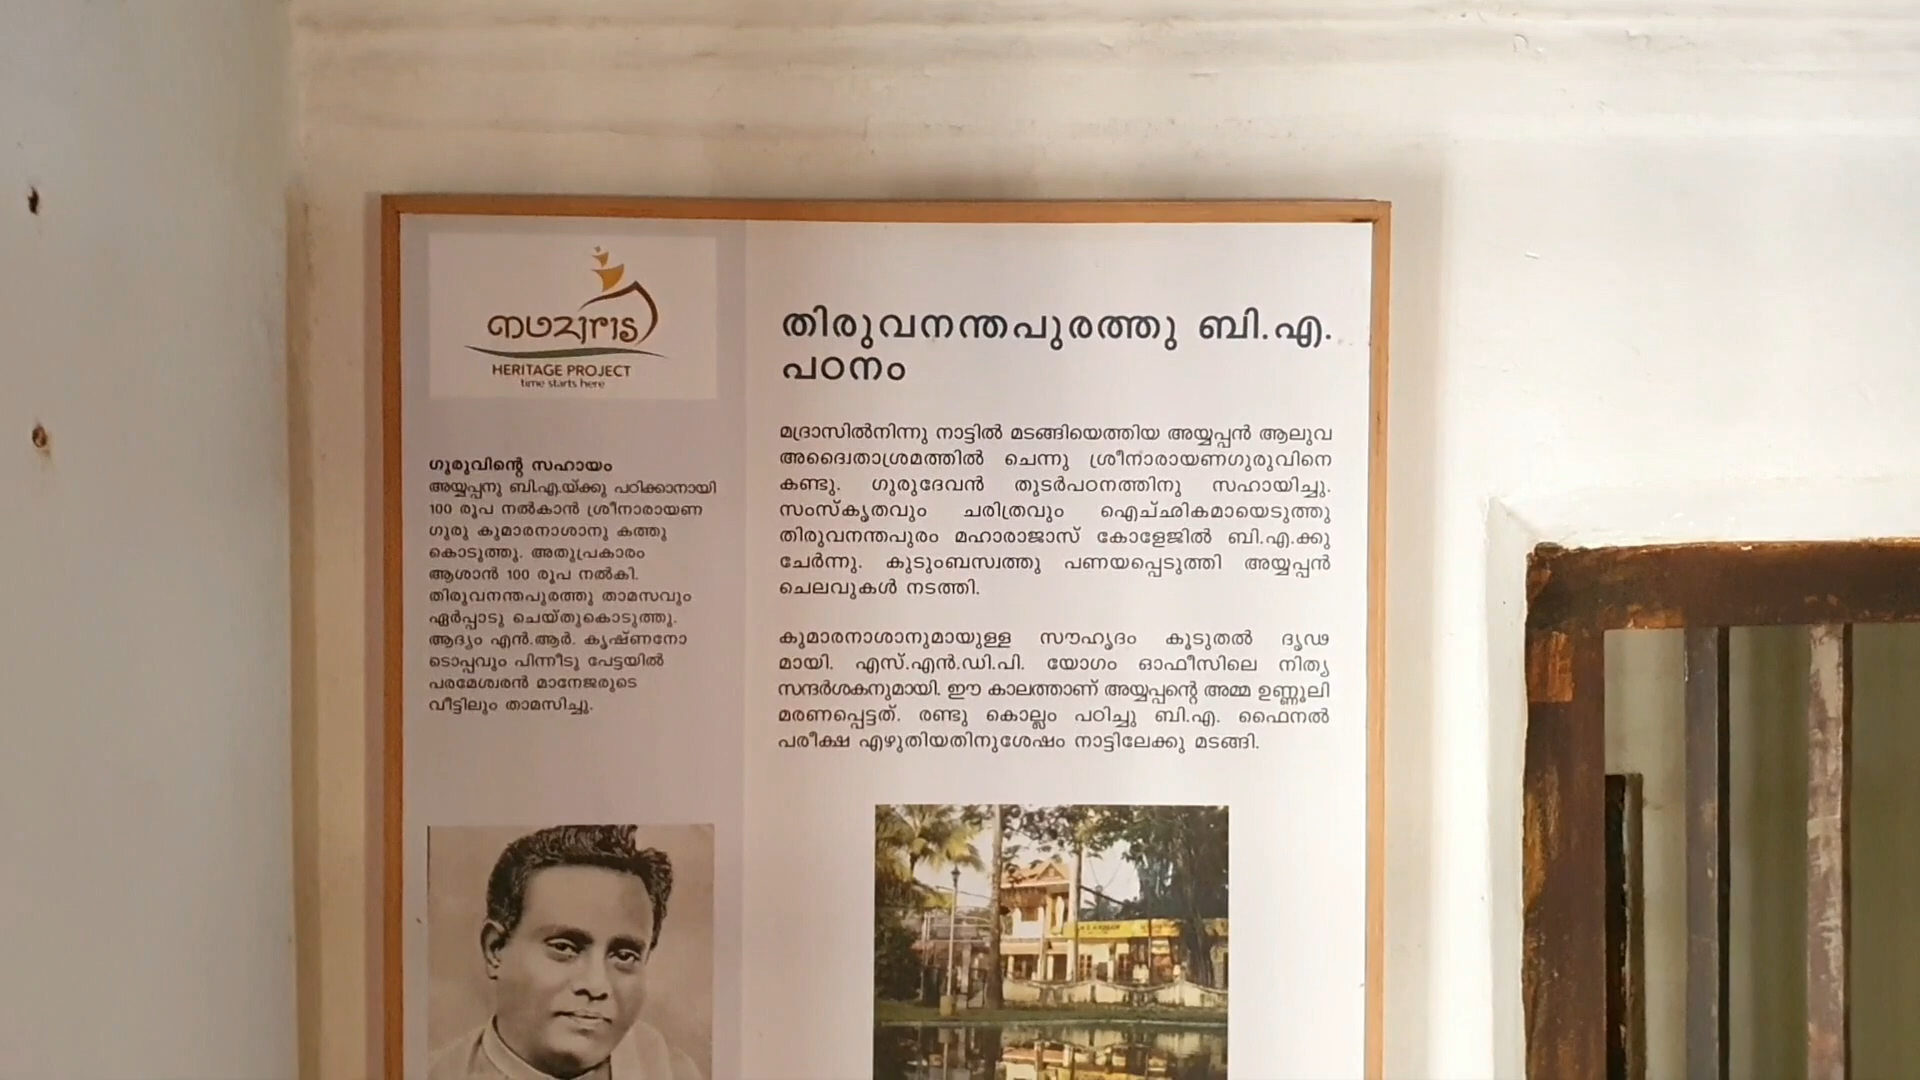 HERITAGE PROJECT
time starts here
ഗുരുവിന്റെ സഹായം
അയ്യപ്പനു ബി.എ.യ്ക്കു പഠിക്കാനായി
100 രൂപ നൽകാൻ ശ്രീനാരായണ
ഗുരു കുമാരനാശാനു കത്തു
കൊടുത്തു. അതുപ്രകാരം
ആശാൻ 100 രൂപ നൽകി.
തിരുവനന്തപുരത്തു താമസവും
ഏർപ്പാടു ചെയ്തുകൊടുത്തു.
ആദ്യം എൻ.ആർ. കൃഷ്ണനോ
ടൊപ്പവും പിന്നീടു പേട്ടയിൽ
പരമേശ്വരൻ മാനേജരുടെ
വീട്ടിലും താമസിച്ചു.
തിരുവനന്തപുരത്തു ബി.എ.
പഠനം
മദ്രാസിൽനിന്നു നാട്ടിൽ മടങ്ങിയെത്തിയ അയ്യപ്പൻ ആലുവ
അദ്വൈതാശ്രമത്തിൽ ചെന്നു ശ്രീനാരായണഗുരുവിനെ
കണ്ടു. ഗുരുദേവൻ തുടർപഠനത്തിനു സഹായിച്ചു.
സംസ്കൃതവും ചരിത്രവും ഐച്ഛികമായെടുത്തു
തിരുവനന്തപുരം മഹാരാജാസ് കോളേജിൽ ബി.എ.ക്കു
ചേർന്നു. കുടുംബസ്വത്തു പണയപ്പെടുത്തി അയ്യപ്പൻ
ചെലവുകൾ നടത്തി.
കുമാരനാശാനുമായുള്ള സൗഹൃദം കൂടുതൽ ദൃഢ
മായി. എസ്.എൻ.ഡി.പി. യോഗം ഓഫീസിലെ നിത്യ
സന്ദർശകനുമായി. ഈ കാലത്താണ് അയ്യപ്പന്റെ അമ്മ ഉണ്ണൂലി
മരണപ്പെട്ടത്. രണ്ടു കൊല്ലം പഠിച്ചു ബി.എ. ഫൈനൽ
പരീക്ഷ എഴുതിയതിനുശേഷം നാട്ടിലേക്കു മടങ്ങി.